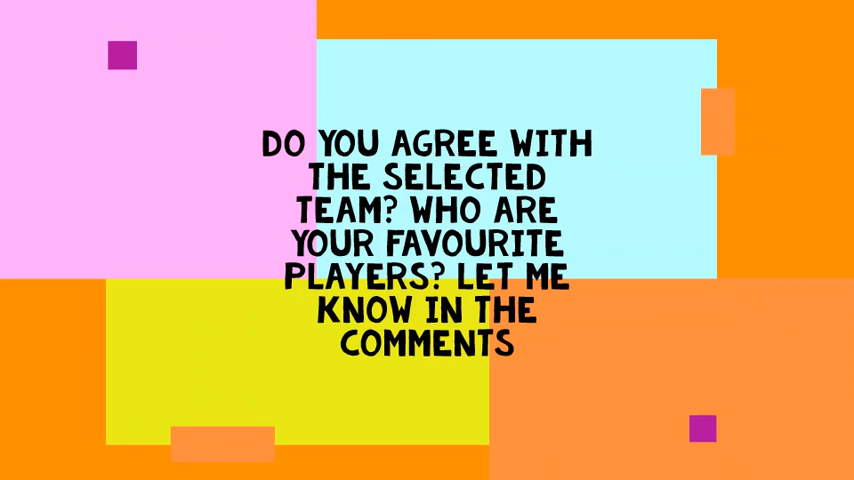 DO YOU AGREE WITH
THE SELECTED
TEAM? WHO ARE
YOUR FAVOURITE
PLAYERS? LET ME
KNOW IN THE
COMMENTS